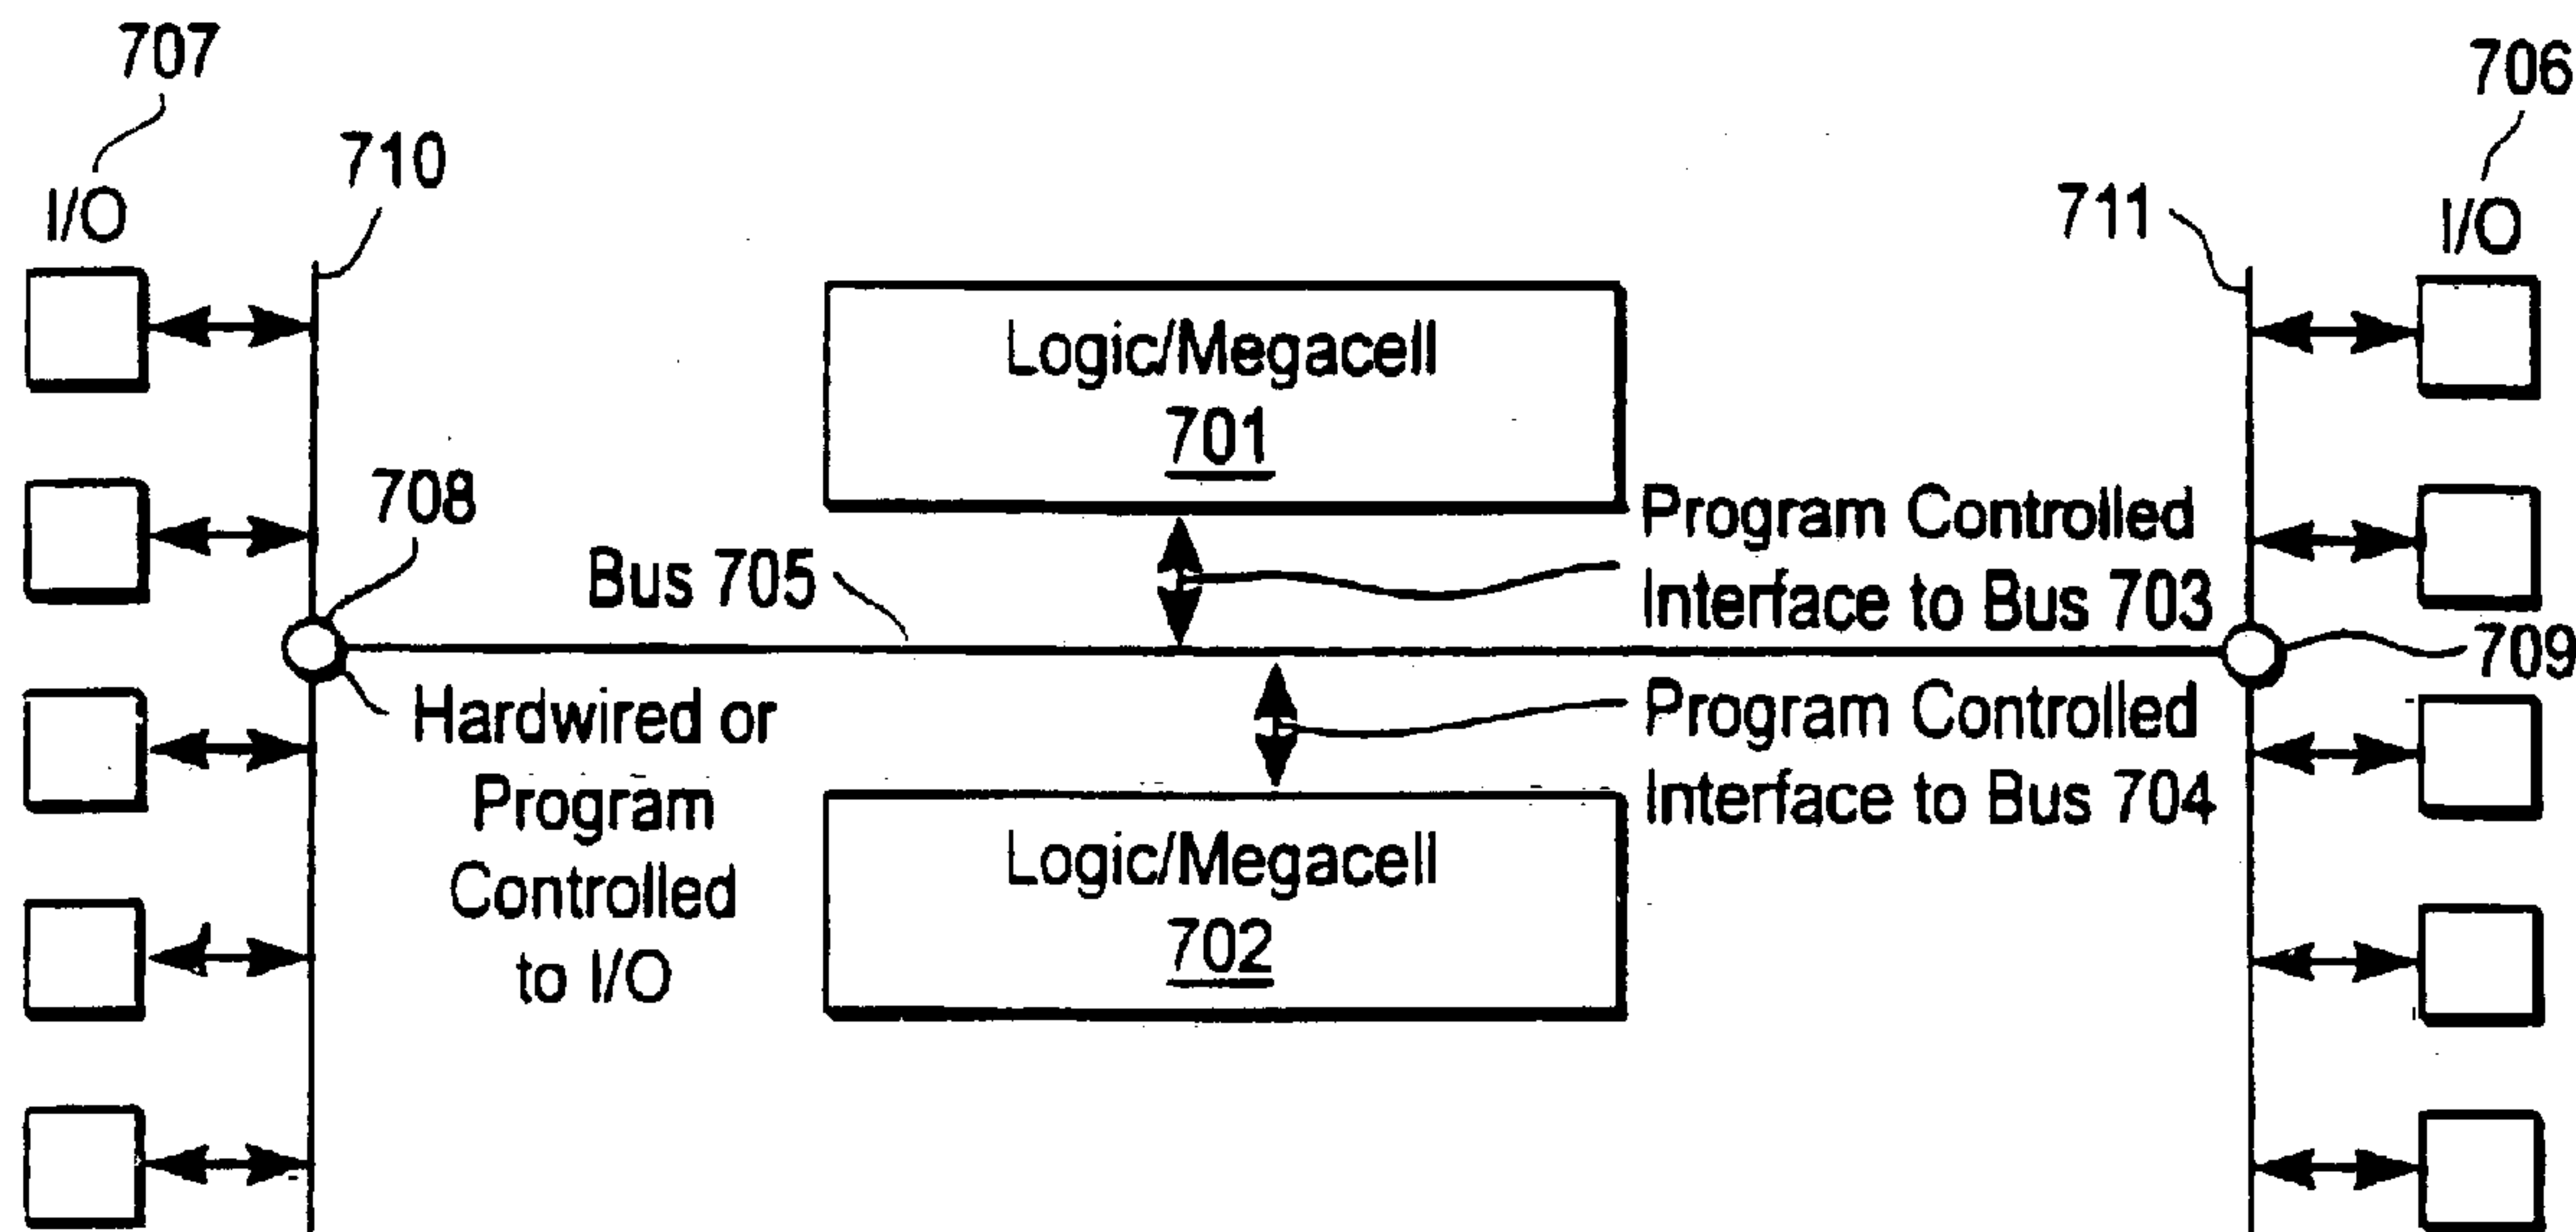 707
706
710
711
I/O
I/O
Logic/Megacell
701
708
Program Controlled
Interface to Bus 703
Bus 705
709
Hardwired or
Program
Controlled
to I/O
Program Controlled
Interface to Bus 704
Logic/Megacell
702